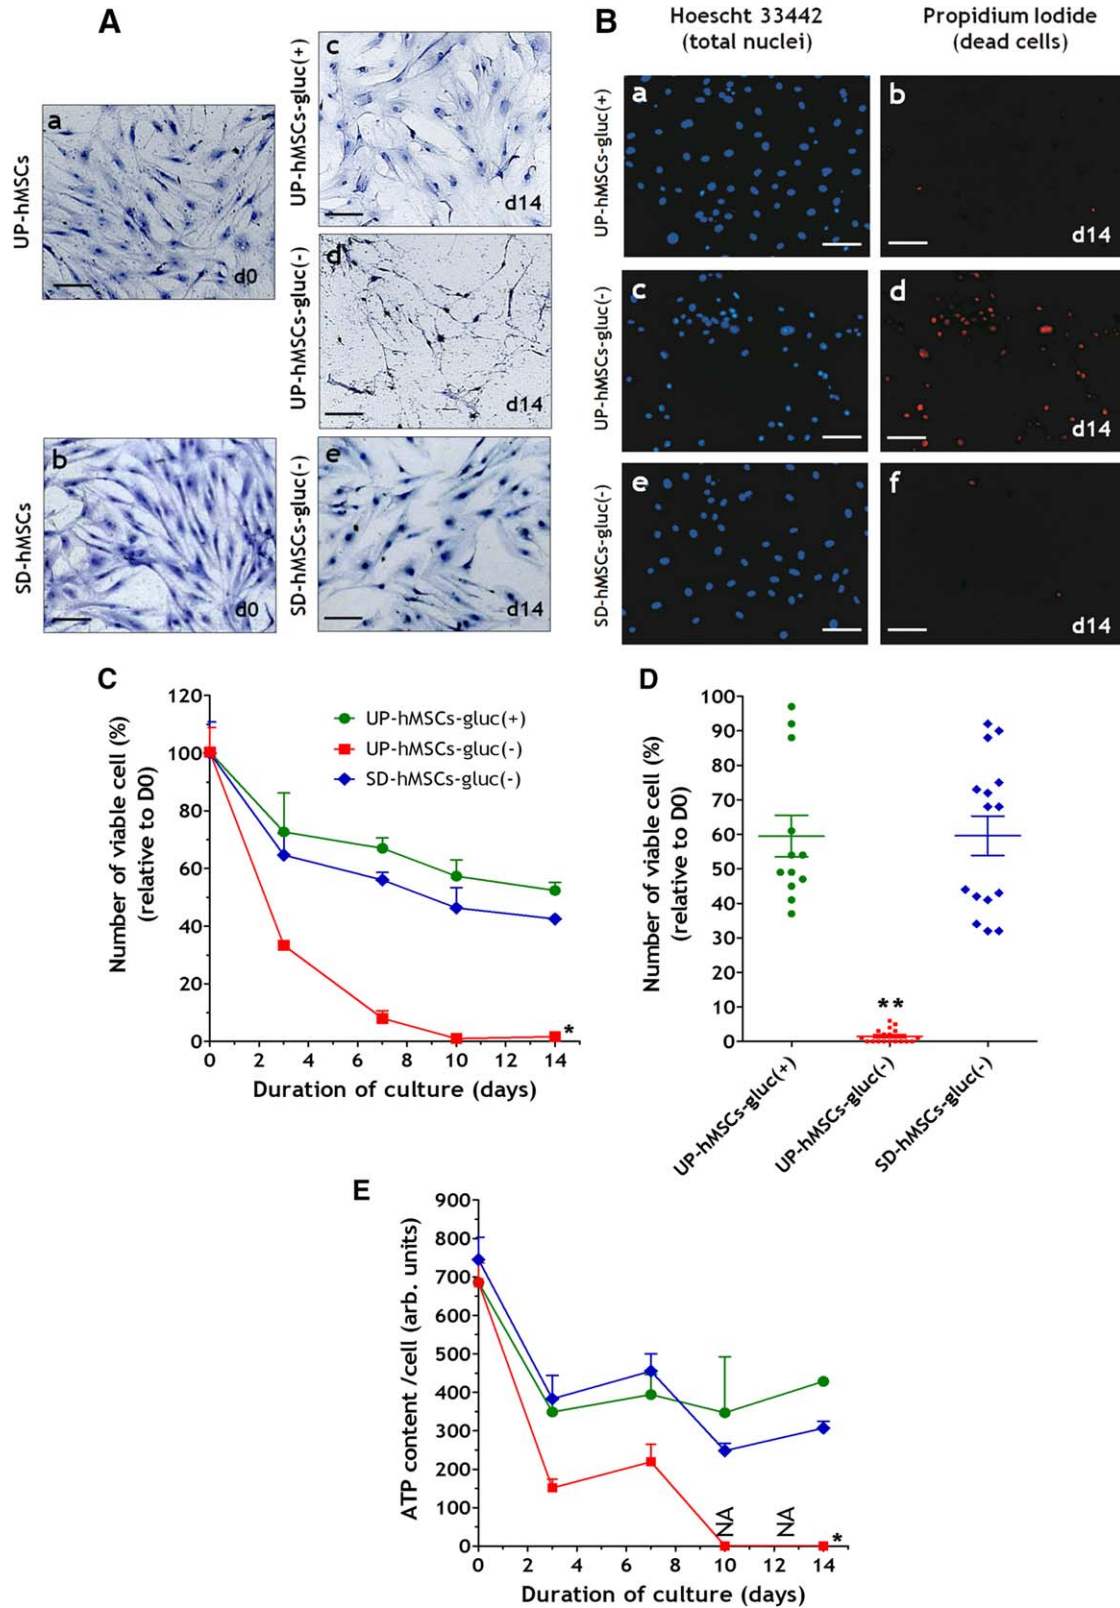 A
B
Hoescht 33442
(total nuclei)
Propidium Iodide
(dead cells)
UP-hMSCs
a
d0
UP-hMSCs-gluc(+)
c
d14
UP-hMSCs-gluc(-)
d
d14
SD-hMSCs
b
d0
SD-hMSCs-gluc(-)
e
d14
UP-hMSCs-gluc(+)
a
b
d14
UP-hMSCs-gluc(-)
c
d
d14
SD-hMSCs-gluc(-)
e
f
d14
C
Number of viable cell (%)
(relative to D0)
120
100
80
60
40
20
0
UP-hMSCs-gluc(+)
UP-hMSCs-gluc(-)
SD-hMSCs-gluc(-)
*
0 2 4 6 8 10 12 14
Duration of culture (days)
D
Number of viable cell (%)
(relative to D0)
100
90
80
70
60
50
40
30
20
10
0
**
UP-hMSCs-gluc(+)
UP-hMSCs-gluc(-)
SD-hMSCs-gluc(-)
E
ATP content /cell (arb. units)
900
800
700
600
500
400
300
200
100
0
NA NA
*
0 2 4 6 8 10 12 14
Duration of culture (days)